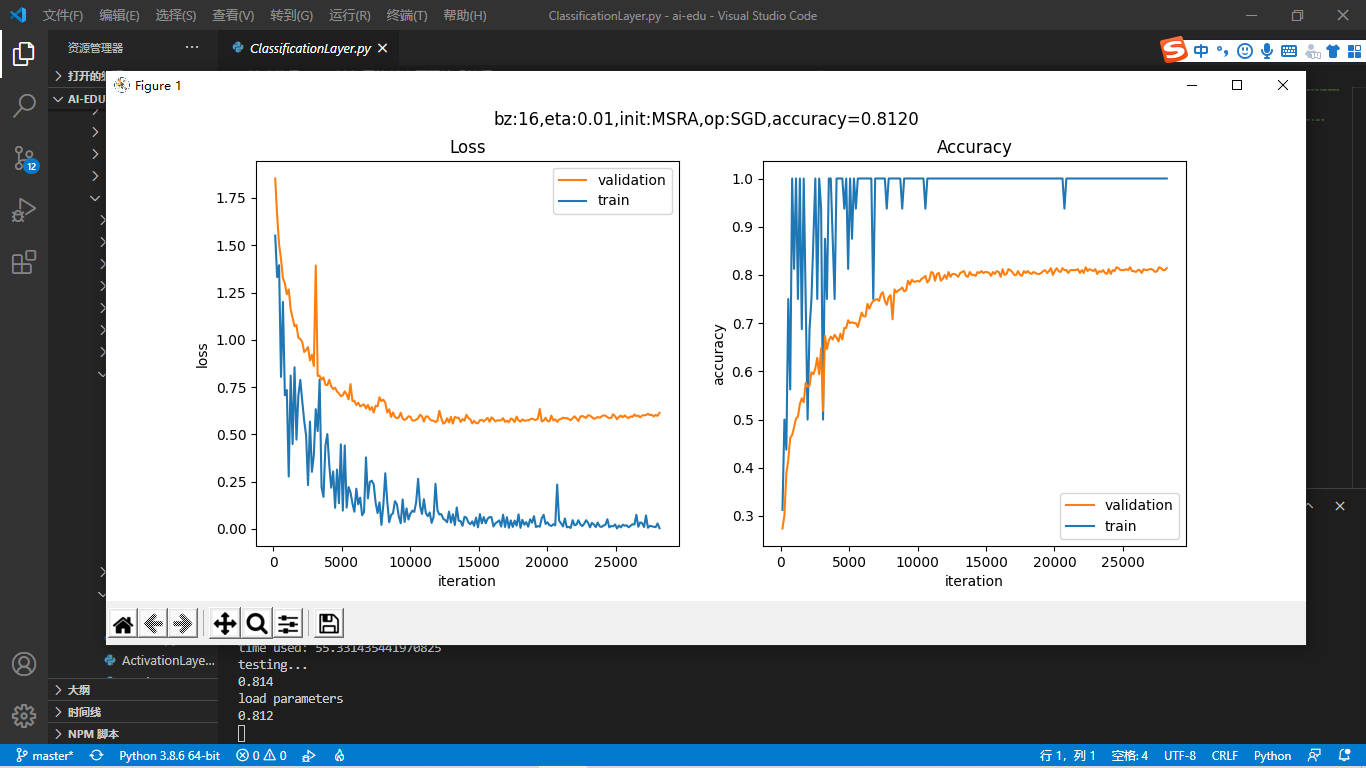 文件(F) 编辑(E) 选择(S) 查看(V) 转到(G) 运行(R) 终端(T) 帮助(H) ClassificationLayer.py - ai-edu - Visual Studio Code
资源管理器 ···
ClassificationLayer.py
中
打开的
AI-EDU
12
Figure 1
bz:16,eta:0.01,init:MSRA,op:SGD,accuracy=0.8120
Loss
validation
train
1.75
1.50
1.25
1.00
0.75
0.50
0.25
0.00
loss
0 5000 10000 15000 20000 25000
iteration
Accuracy
1.0
0.9
0.8
0.7
0.6
0.5
0.4
0.3
accuracy
validation
train
0 5000 10000 15000 20000 25000
iteration
time used: 55.331435441970825
testing...
0.814
load parameters
0.812
ActivationLaye...
大纲
时间线
NPM 脚本
master* Python 3.8.6 64-bit 0 0 行 1，列 1 空格: 4 UTF-8 CRLF Python